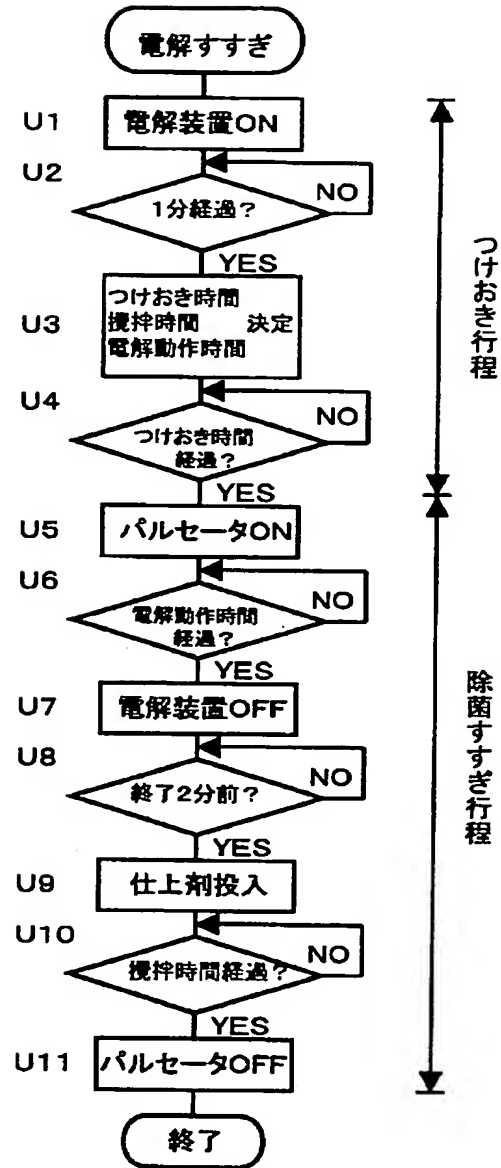 電解すすぎ
U1
電解装置ON
U2
1分経過?
NO
YES
U3
つけおき時間
攪拌時間 決定
電解動作時間
U4
つけおき時間
経過?
NO
YES
つけおき行程
U5
パルセータON
U6
電解動作時間
経過?
NO
YES
U7
電解装置OFF
U8
終了2分前?
NO
YES
U9
仕上剤投入
U10
攪拌時間経過?
NO
YES
U11
パルセータOFF
除菌すすぎ行程
終了